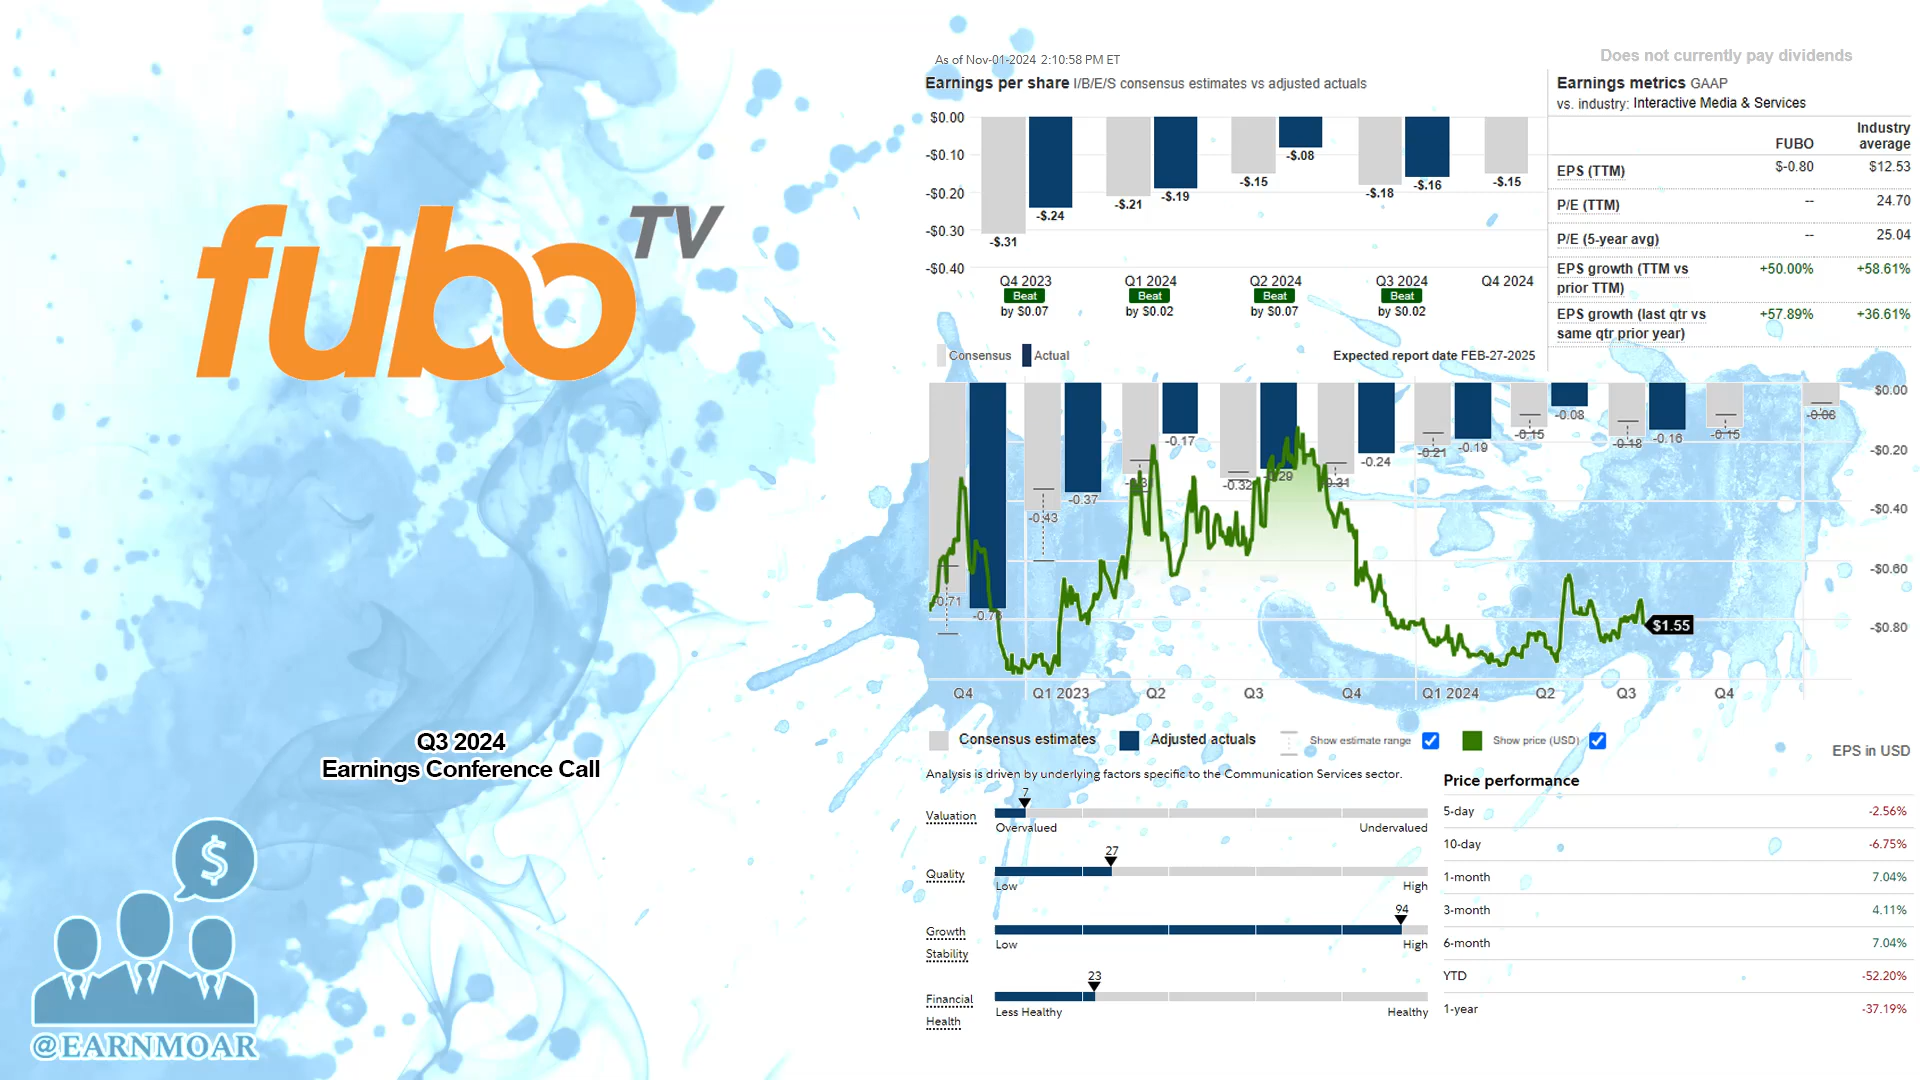 fubo TV
Q3 2024
Earnings Conference Call
$
@EARNMOAR
As of Nov-01-2024 2:10:58 PM ET
Does not currently pay dividends
Earnings per share I/B/E/S consensus estimates vs adjusted actuals
$0.00
-$0.10
-$0.20
-$0.30
-$0.40
-$.31
-$.24
-$.21
-$.19
-$.15
-$.08
-$.18
-$.16
-$.15
Q4 2023
Q1 2024
Q2 2024
Q3 2024
Q4 2024
Beat
Beat
Beat
Beat
by $0.07
by $0.02
by $0.07
by $0.02
Consensus
Actual
Expected report date FEB-27-2025
Earnings metrics GAAP
vs. industry: Interactive Media & Services
FUBO
Industry average
EPS (TTM)
$-0.80
$12.53
P/E (TTM)
--
24.70
P/E (5-year avg)
--
25.04
EPS growth (TTM vs prior TTM)
+50.00%
+58.61%
EPS growth (last qtr vs same qtr prior year)
+57.89%
+36.61%
$0.00
-$0.20
-$0.40
-$0.60
-$0.80
-0.71
-0.43
-0.37
-0.17
-0.32
-0.29
-0.31
-0.24
-0.21
-0.19
-0.15
-0.08
-0.18
-0.16
-0.15
$1.55
Q4
Q1 2023
Q2
Q3
Q4
Q1 2024
Q2
Q3
Q4
Consensus estimates
Adjusted actuals
Show estimate range
Show price (USD)
EPS in USD
Analysis is driven by underlying factors specific to the Communication Services sector.
Valuation
7
Overvalued
Undervalued
Quality
27
Low
High
Growth Stability
94
Low
High
Financial Health
23
Less Healthy
Healthy
Price performance
5-day
-2.56%
10-day
-6.75%
1-month
7.04%
3-month
4.11%
6-month
7.04%
YTD
-52.20%
1-year
-37.19%